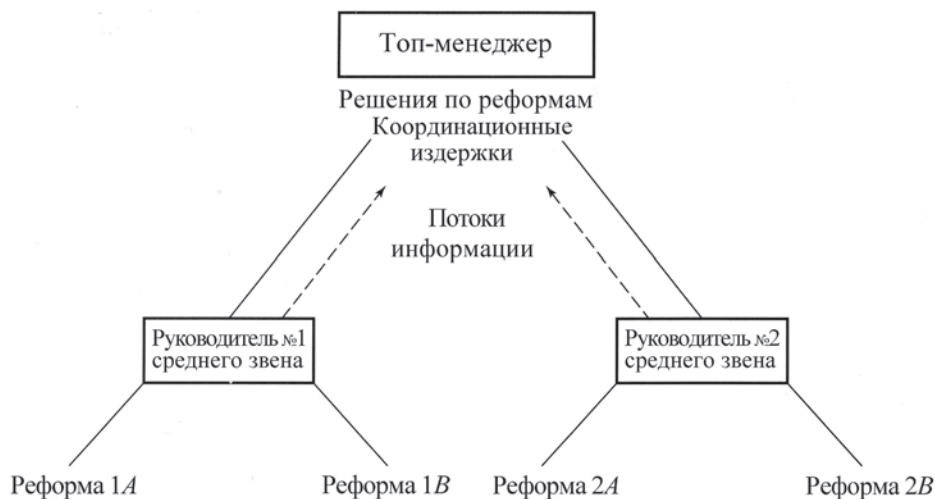 Топ-менеджер
Решения по реформам
Координационные
издержки
Потоки
информации
Руководитель №1
среднего звена
Руководитель №2
среднего звена
Реформа 1A
Реформа 1B
Реформа 2A
Реформа 2B